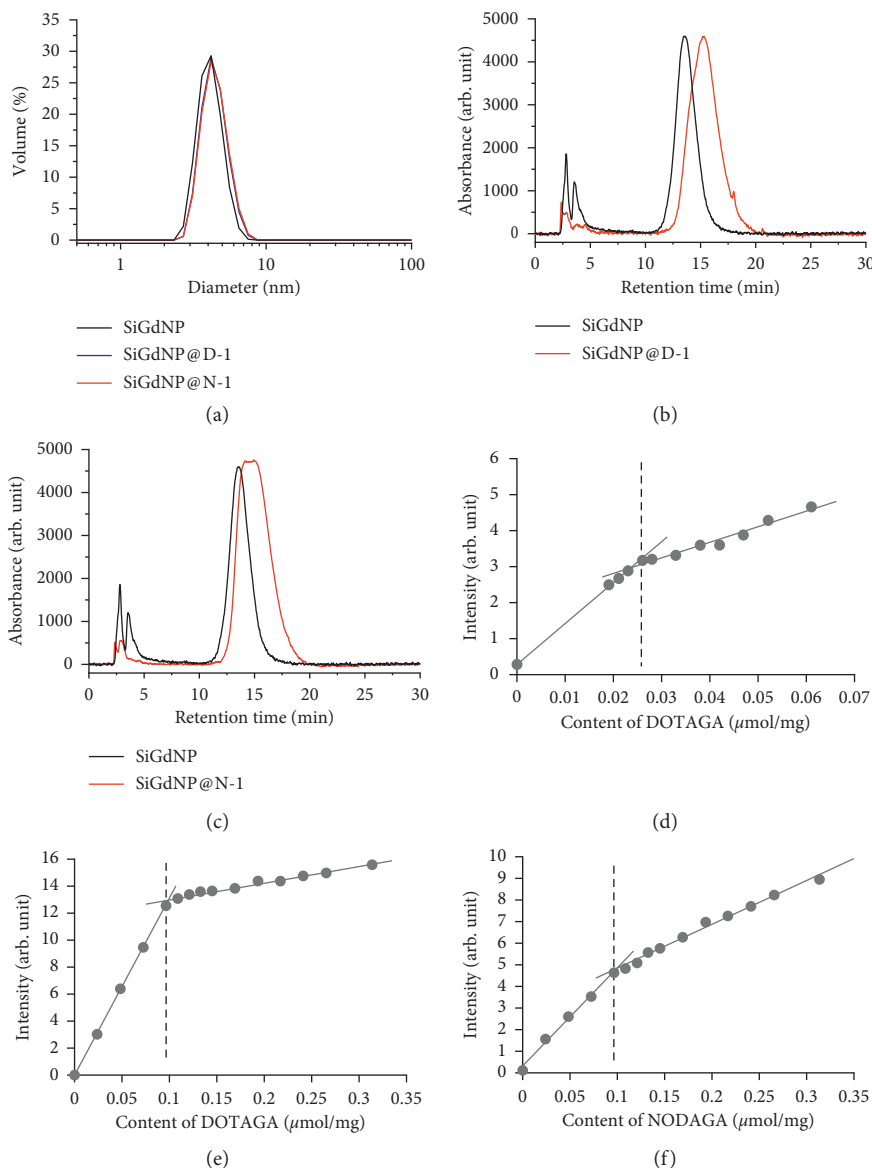 35
30
25
20
15
10
5
0
Volume (%)
1
10
100
Diameter (nm)
SiGdNP
SiGdNP@D-1
SiGdNP@N-1
(a)
5000
4000
3000
2000
1000
0
Absorbance (arb. unit)
0 5 10 15 20 25 30
Retention time (min)
SiGdNP
SiGdNP@D-1
(b)
5000
4000
3000
2000
1000
0
Absorbance (arb. unit)
0 5 10 15 20 25 30
Retention time (min)
SiGdNP
SiGdNP@N-1
(c)
6
5
4
3
2
1
0
Intensity (arb. unit)
0 0.01 0.02 0.03 0.04 0.05 0.06 0.07
Content of DOTAGA (μmol/mg)
(d)
16
14
12
10
8
6
4
2
0
Intensity (arb. unit)
0 0.05 0.1 0.15 0.2 0.25 0.3 0.35
Content of DOTAGA (μmol/mg)
(e)
10
9
8
7
6
5
4
3
2
1
0
Intensity (arb. unit)
0 0.05 0.1 0.15 0.2 0.25 0.3 0.35
Content of NODAGA (μmol/mg)
(f)